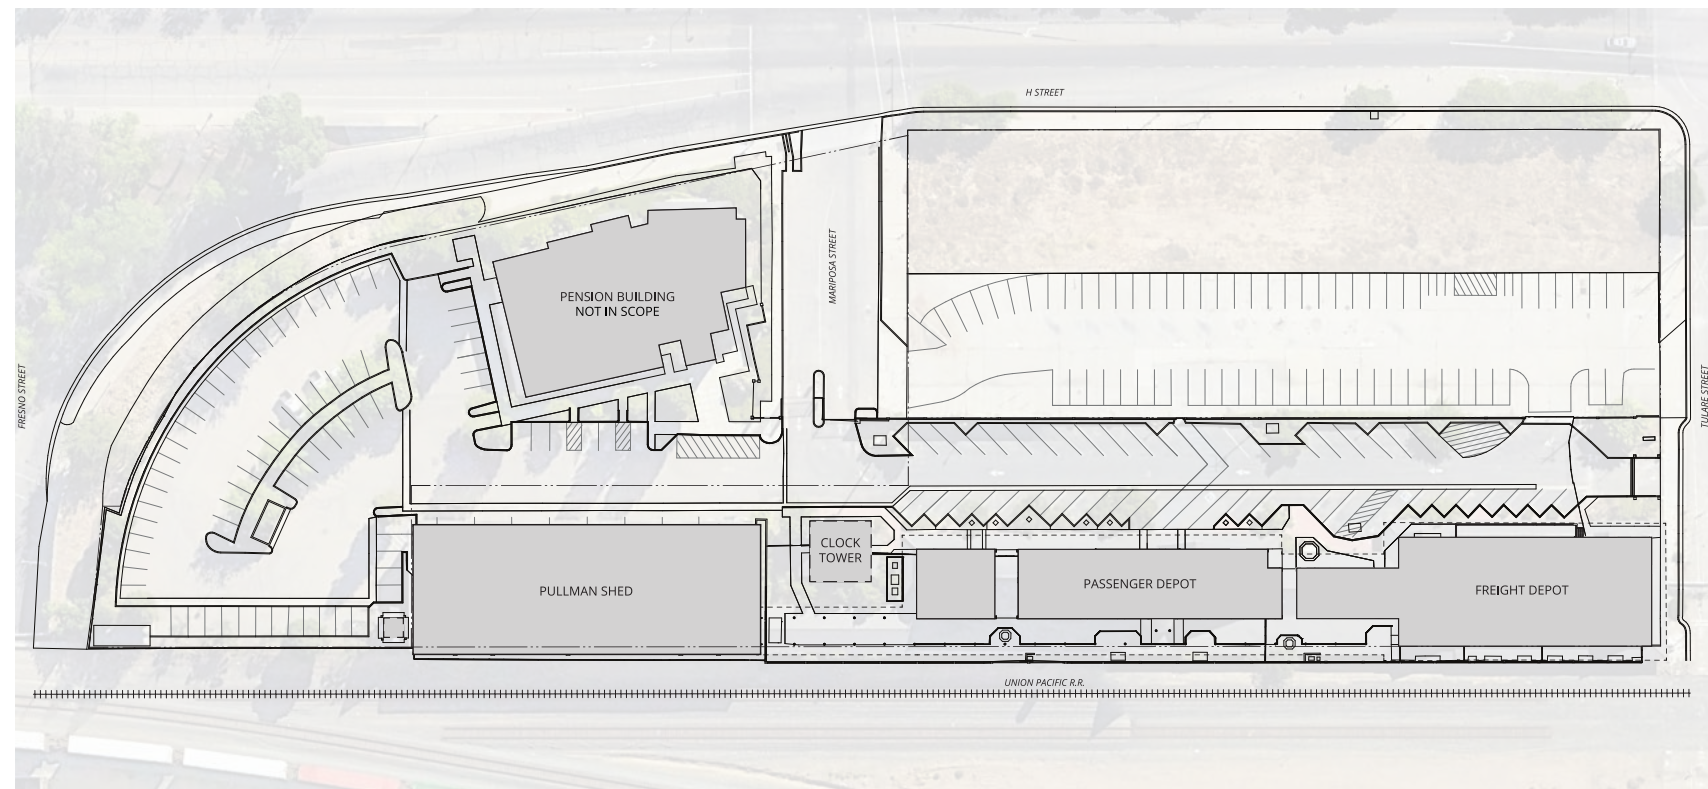 H STREET
PENSION BUILDING
NOT IN SCOPE
MARIPOSA STREET
FRESNO STREET
TULARE STREET
CLOCK
TOWER
PULLMAN SHED
PASSENGER DEPOT
FREIGHT DEPOT
UNION PACIFIC R.R.